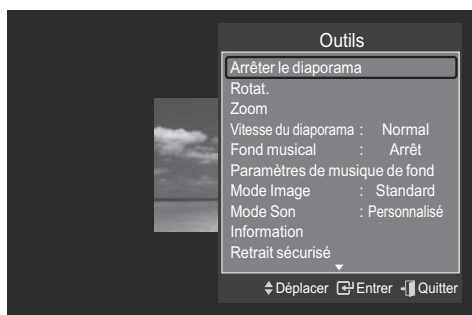 Outils
Arrêter le diaporama
Rotat.
Zoom
Vitesse du diaporama : Normal
Fond musical : Arrêt
Paramètres de musique de fond
Mode Image : Standard
Mode Son : Personnalisé
Information
Retrait sécurisé
Déplacer Entrer Quitter